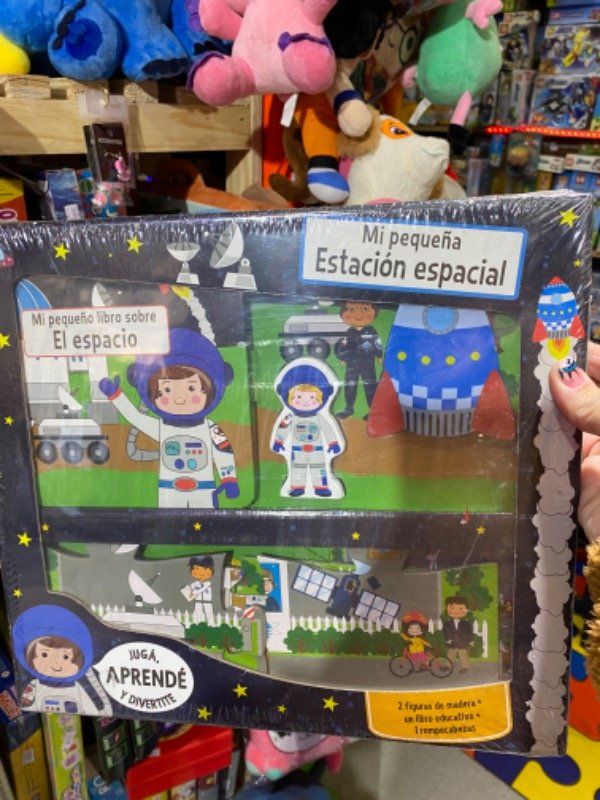 Mi pequeña
Estación espacial
Mi pequeño libro sobre
El espacio
¡UGÁ,
APRENDÉ
Y DIVERTITE
2 figuras de madera +
un libro educativo +
1 rompecabezas